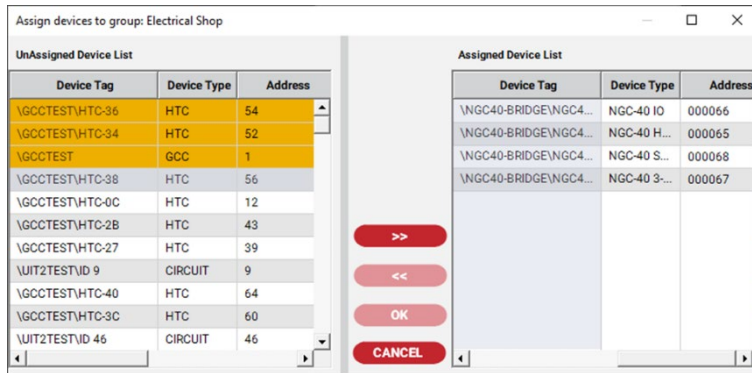 Assign devices to group: Electrical Shop
UnAssigned Device List
Device Tag Device Type Address
\GCCTEST\HTC-36 HTC 54
\GCCTEST\HTC-34 HTC 52
\GCCTEST GCC 1
\GCCTEST\HTC-38 HTC 56
\GCCTEST\HTC-0C HTC 12
\GCCTEST\HTC-2B HTC 43
\GCCTEST\HTC-27 HTC 39
\UIT2TEST\ID 9 CIRCUIT 9
\GCCTEST\HTC-40 HTC 64
\GCCTEST\HTC-3C HTC 60
\UIT2TEST\ID 46 CIRCUIT 46
>>
<<
OK
CANCEL
Assigned Device List
Device Tag Device Type Address
\NGC40-BRIDGE\NGC4... NGC-40 IO 000066
\NGC40-BRIDGE\NGC4... NGC-40 H... 000065
\NGC40-BRIDGE\NGC4... NGC-40 S... 000068
\NGC40-BRIDGE\NGC4... NGC-40 3-... 000067